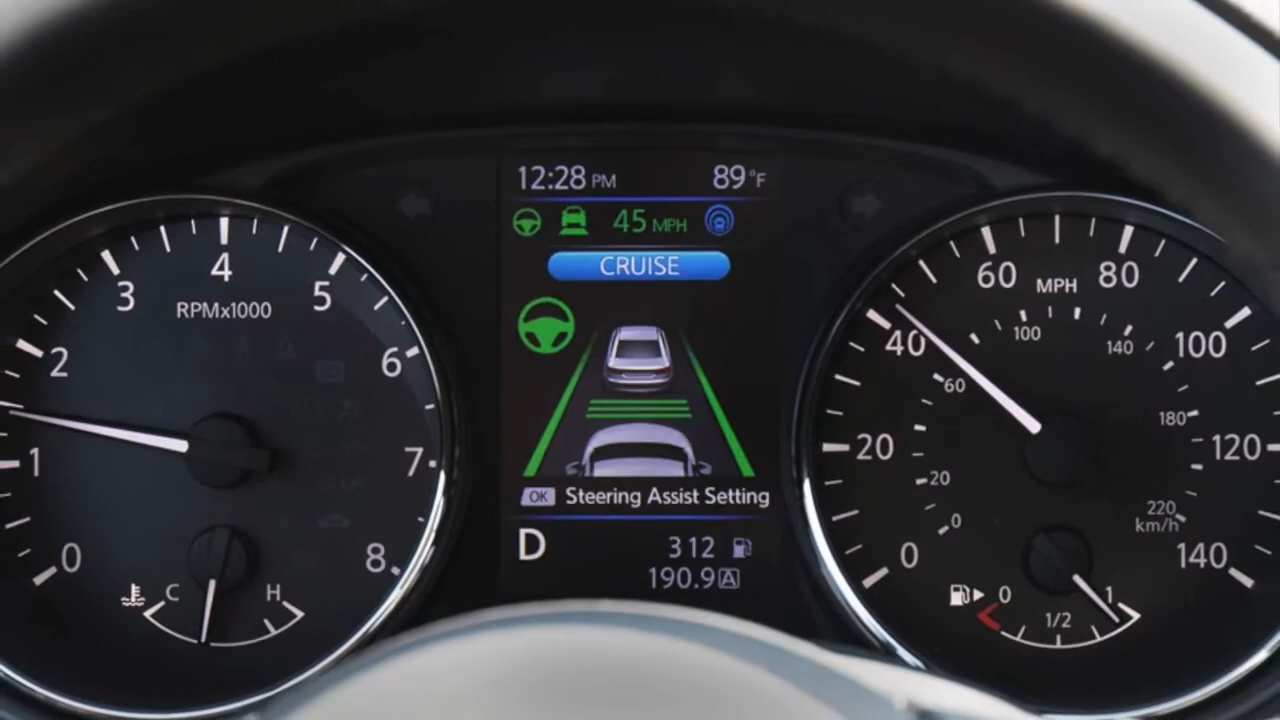 12:28 PM 89°F
45 MPH
CRUISE
OK Steering Assist Setting
D 312
190.9 A
0 1 2 3 4 5 6 7 8
RPMx1000
C H
0 20 40 60 80 100 120 140
MPH
0 20 60 100 140 180 220
km/h
0 1/2 1